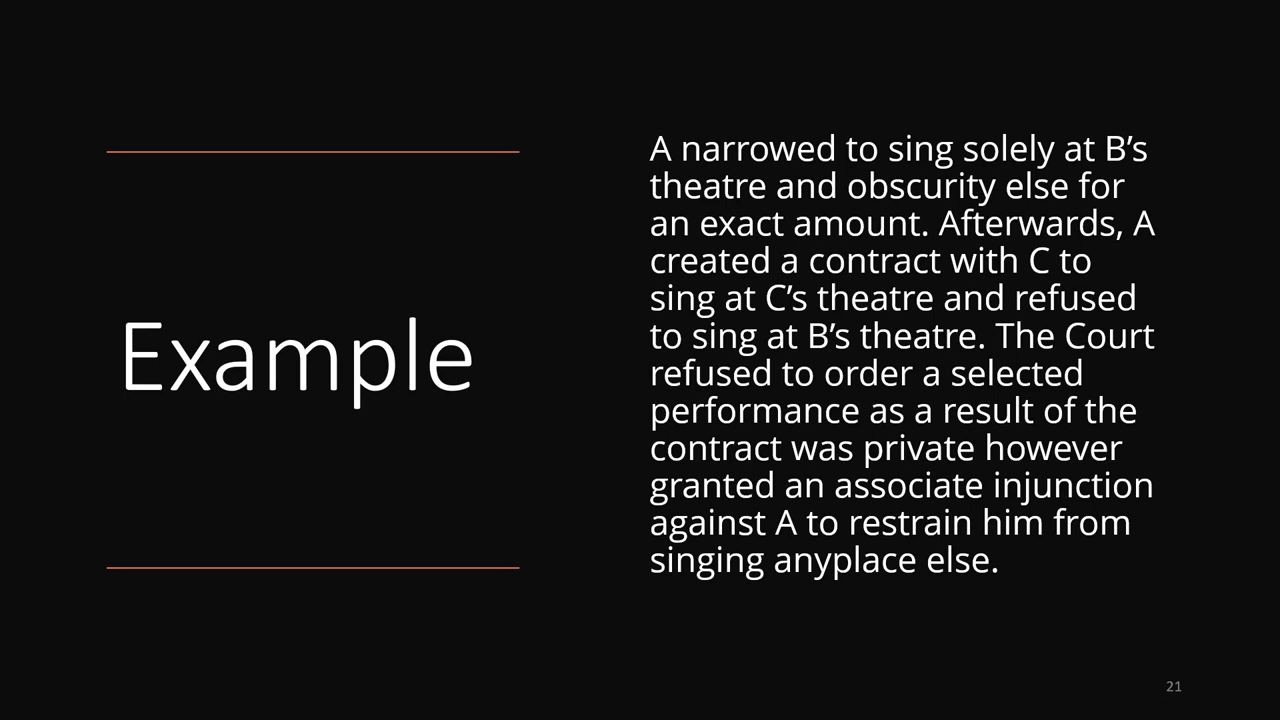 Example
A narrowed to sing solely at B’s
theatre and obscurity else for
an exact amount. Afterwards, A
created a contract with C to
sing at C’s theatre and refused
to sing at B’s theatre. The Court
refused to order a selected
performance as a result of the
contract was private however
granted an associate injunction
against A to restrain him from
singing anyplace else.
21